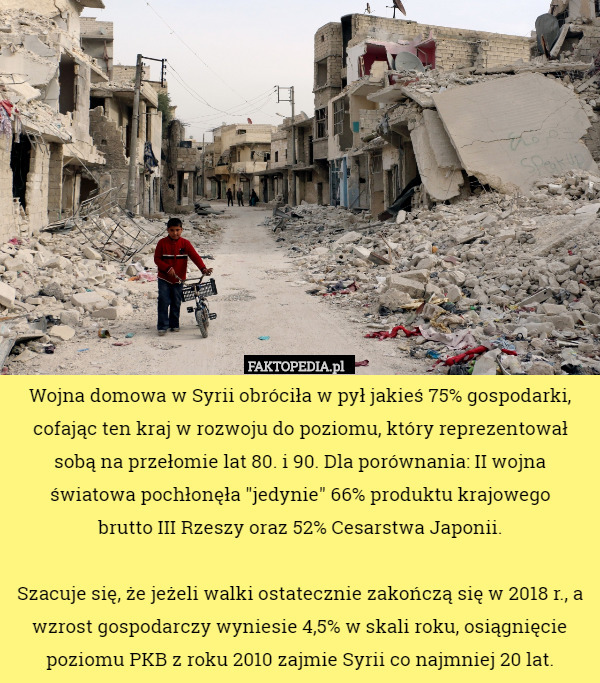 FAKTOPEDIA.pl
Wojna domowa w Syrii obróciła w pył jakieś 75% gospodarki,
cofając ten kraj w rozwoju do poziomu, który reprezentował
sobą na przełomie lat 80. i 90. Dla porównania: II wojna
światowa pochłonęła "jedynie" 66% produktu krajowego
brutto III Rzeszy oraz 52% Cesarstwa Japonii.
Szacuje się, że jeżeli walki ostatecznie zakończą się w 2018 r., a
wzrost gospodarczy wyniesie 4,5% w skali roku, osiągnięcie
poziomu PKB z roku 2010 zajmie Syrii co najmniej 20 lat.